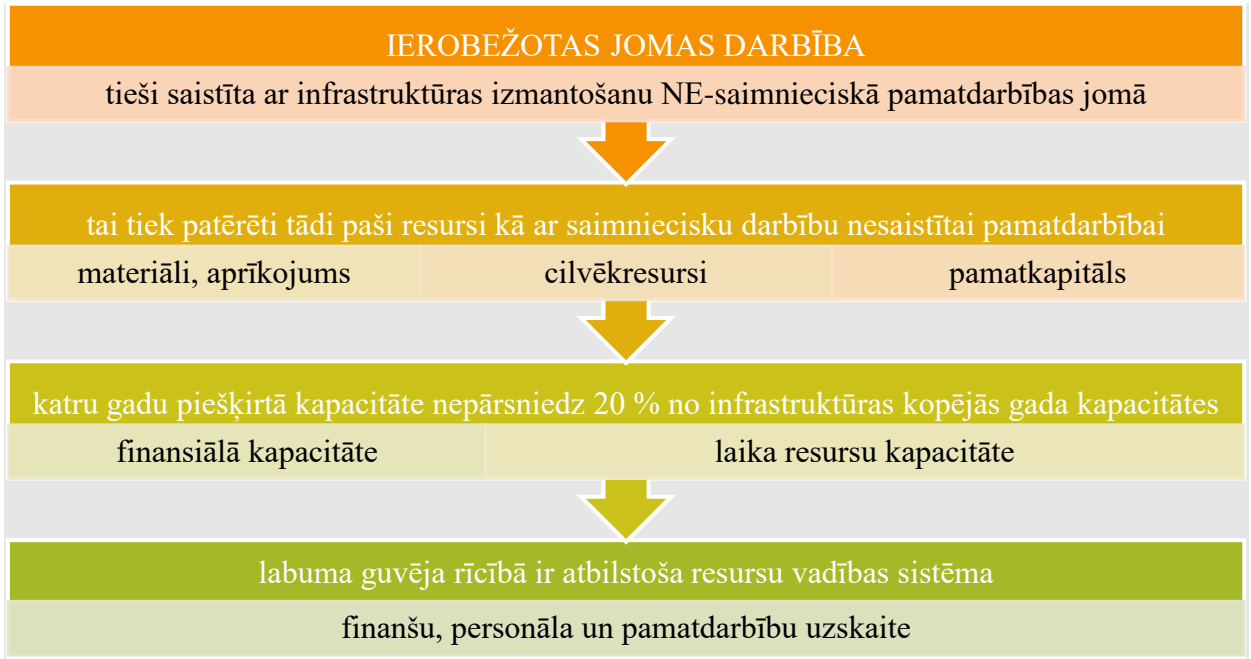 IEROBEŽOTAS JOMAS DARBĪBA
tieši saistīta ar infrastruktūras izmantošanu NE-saimnieciskā pamatdarbības jomā
tai tiek patērēti tādi paši resursi kā ar saimniecisku darbību nesaistītai pamatdarbībai
materiāli, aprīkojums
cilvēkresursi
pamatkapitāls
katru gadu piešķirtā kapacitāte nepārsniedz 20 % no infrastruktūras kopējās gada kapacitātes
finansiālā kapacitāte
laika resursu kapacitāte
labuma guvēja rīcībā ir atbilstoša resursu vadības sistēma
finanšu, personāla un pamatdarbību uzskaite